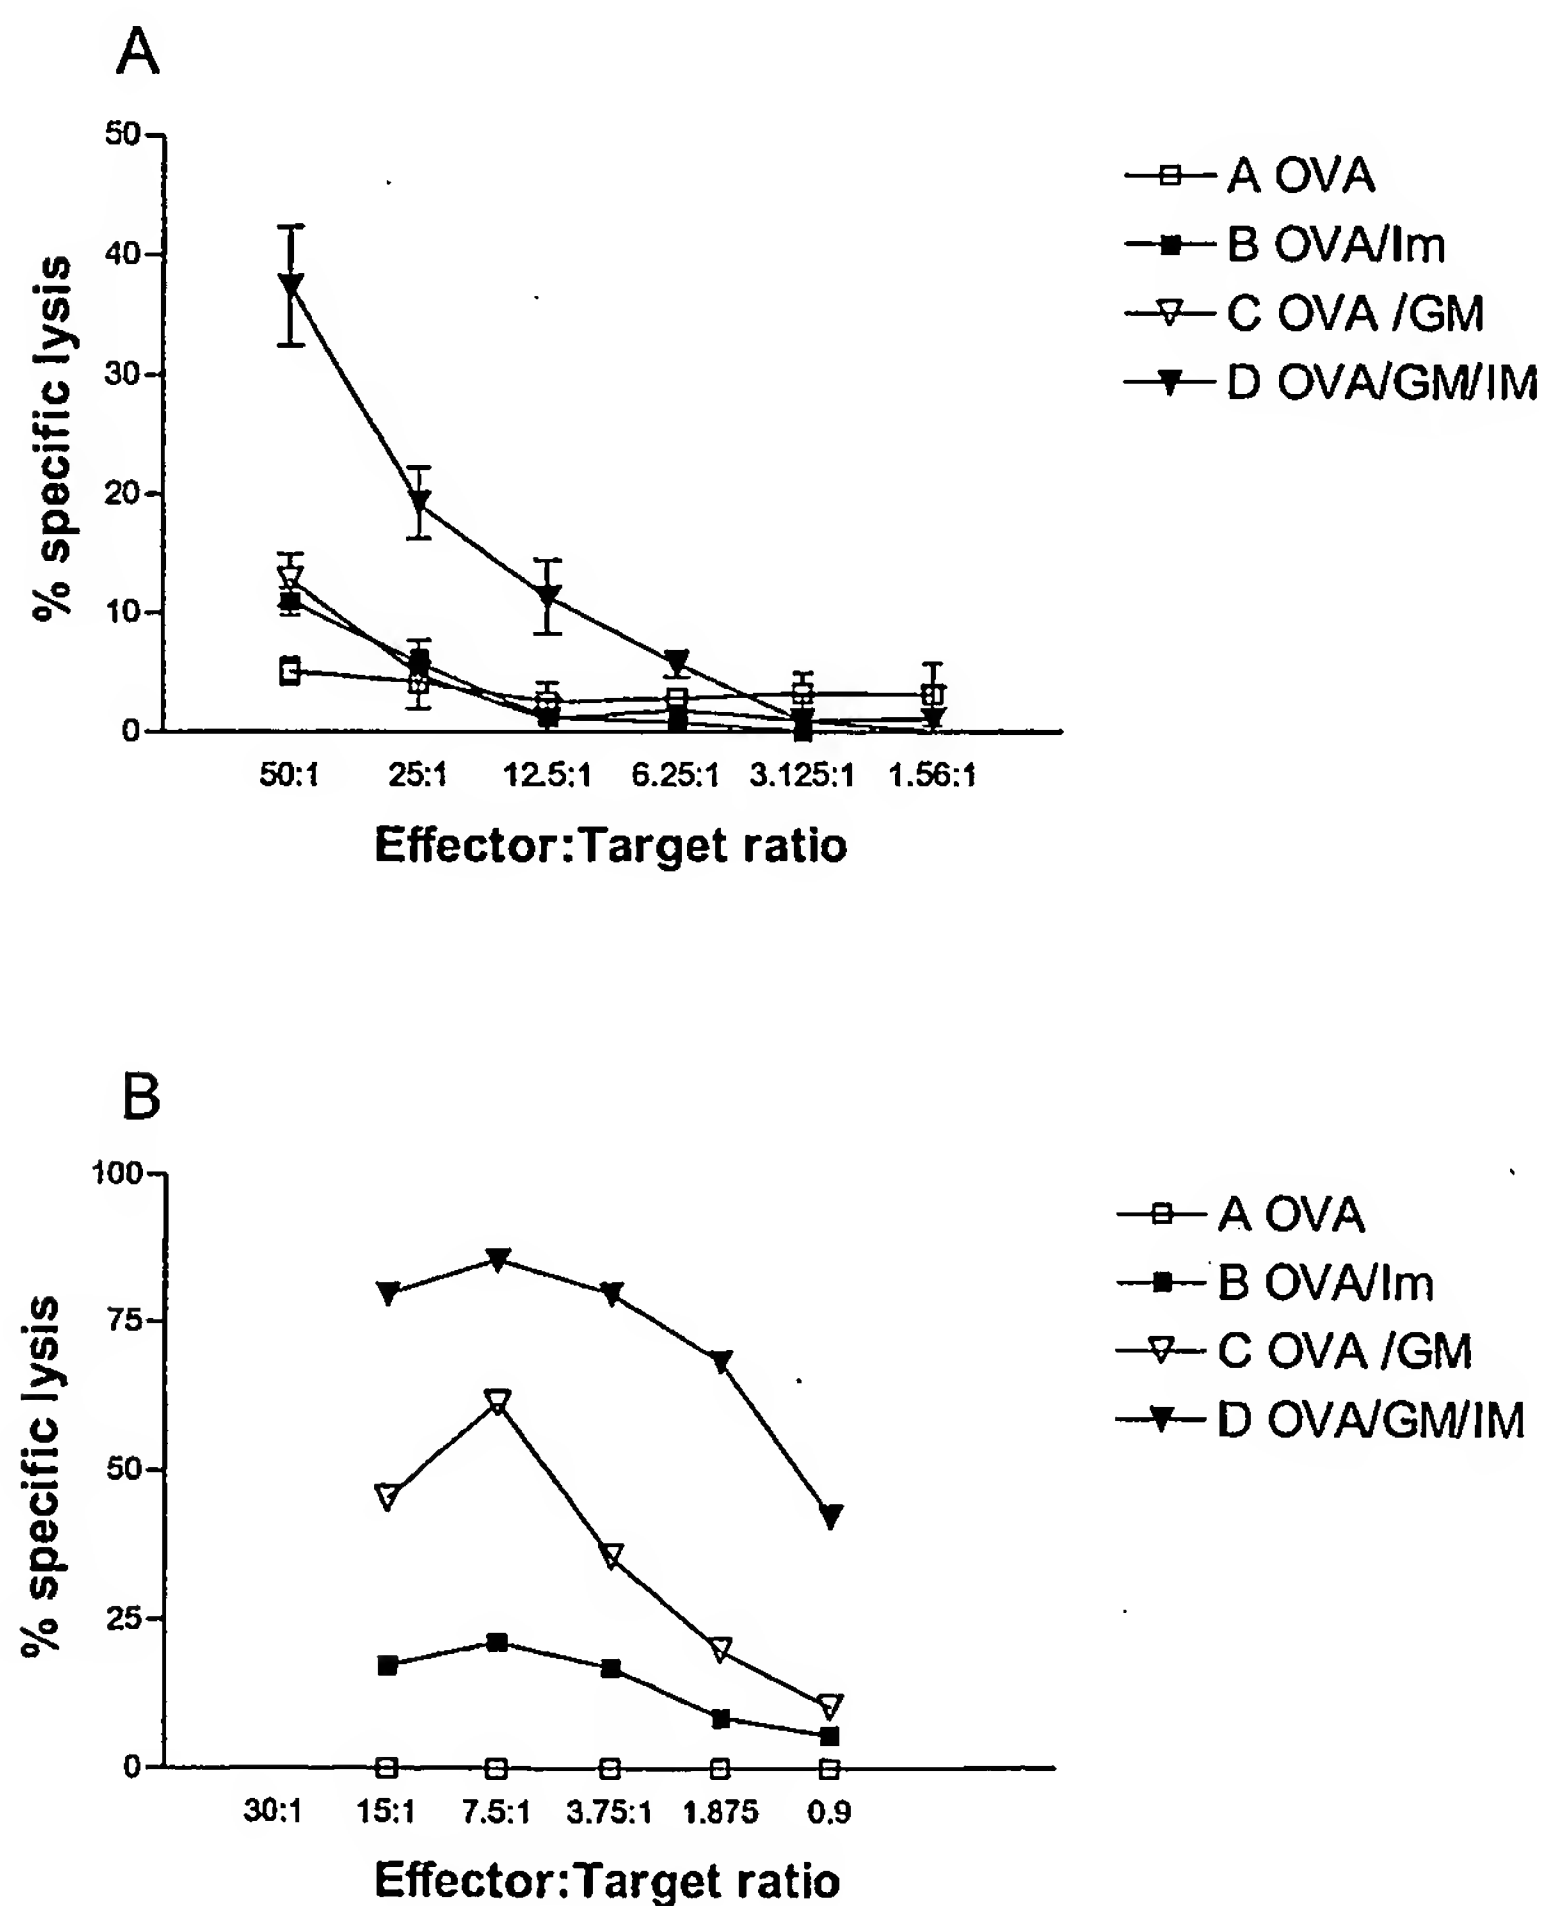 A
50
40
30
20
10
0
% specific lysis
50:1 25:1 12.5:1 6.25:1 3.125:1 1.56:1
Effector:Target ratio
A OVA
B OVA/Im
C OVA /GM
D OVA/GM/IM
B
100
75
50
25
0
% specific lysis
30:1 15:1 7.5:1 3.75:1 1.875 0.9
Effector:Target ratio
A OVA
B OVA/Im
C OVA /GM
D OVA/GM/IM